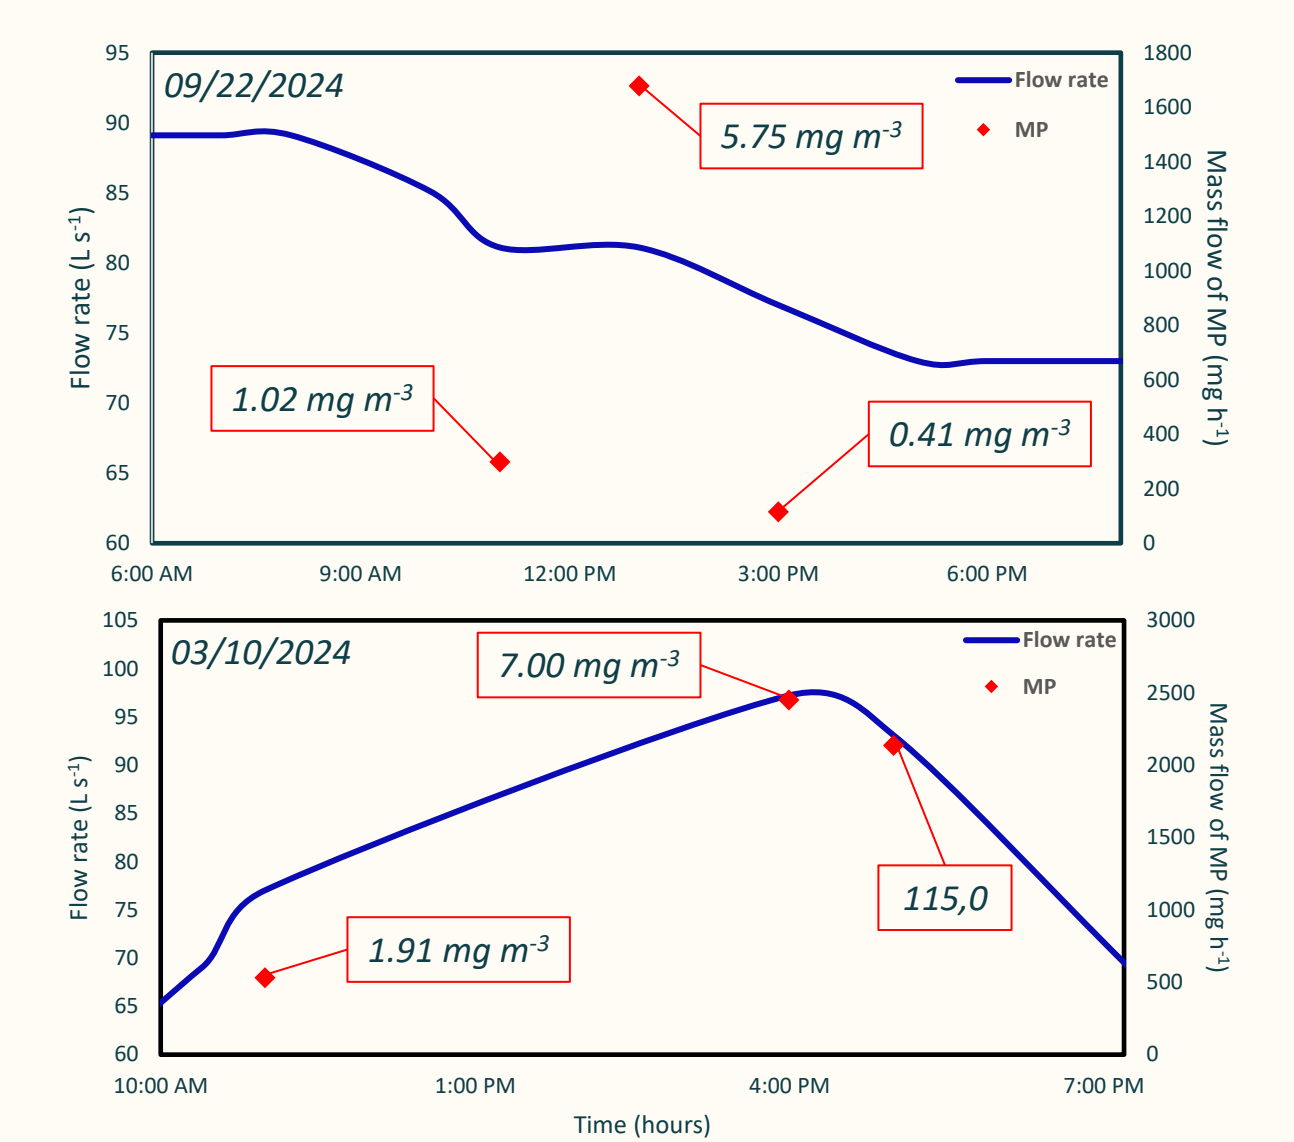 95
90
85
80
75
70
65
60
Flow rate (L s⁻¹)
09/22/2024
Flow rate
MP
5.75 mg m⁻³
1.02 mg m⁻³
0.41 mg m⁻³
1800
1600
1400
1200
1000
800
600
400
200
0
Mass flow of MP (mg h⁻¹)
6:00 AM 9:00 AM 12:00 PM 3:00 PM 6:00 PM
105
100
95
90
85
80
75
70
65
60
Flow rate (L s⁻¹)
03/10/2024
7.00 mg m⁻³
Flow rate
MP
115,0
1.91 mg m⁻³
3000
2500
2000
1500
1000
500
0
Mass flow of MP (mg h⁻¹)
10:00 AM 1:00 PM 4:00 PM 7:00 PM
Time (hours)